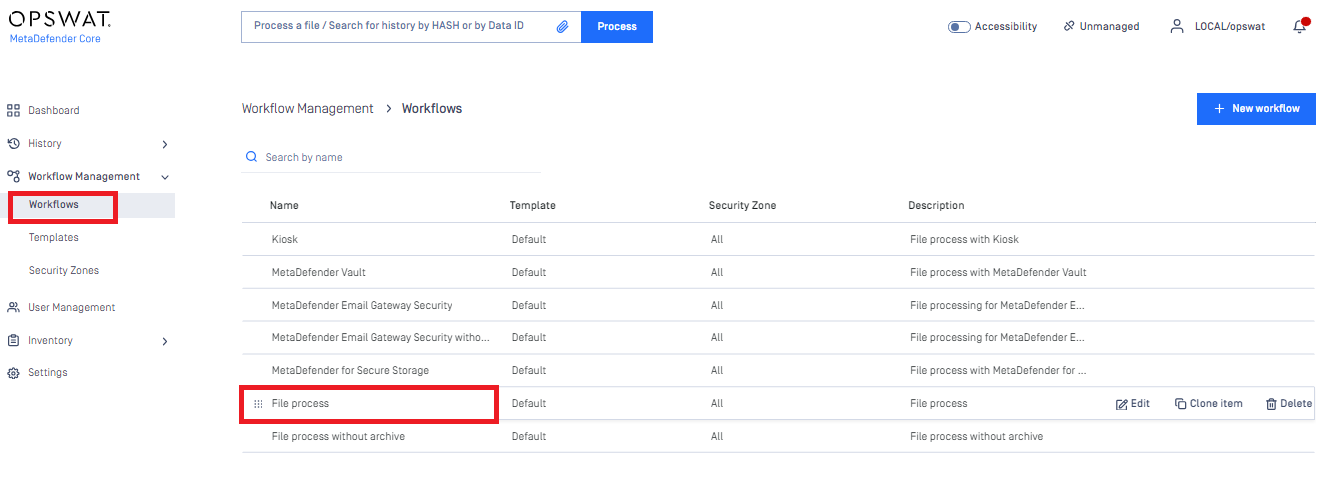 OPSWAT.
MetaDefender Core
Process a file / Search for history by HASH or by Data ID
Process
Accessibility
Unmanaged
LOCAL/opswat
Dashboard
History
Workflow Management
Workflows
Templates
Security Zones
User Management
Inventory
Settings
Workflow Management > Workflows
+ New workflow
Search by name
Name Template Security Zone Description
Kiosk Default All File process with Kiosk
MetaDefender Vault Default All File process with MetaDefender Vault
MetaDefender Email Gateway Security Default All File processing for MetaDefender E...
MetaDefender Email Gateway Security witho... Default All File processing for MetaDefender E...
MetaDefender for Secure Storage Default All File process with MetaDefender for ...
File process Default All File process Edit Clone item Delete
File process without archive Default All File process without archive